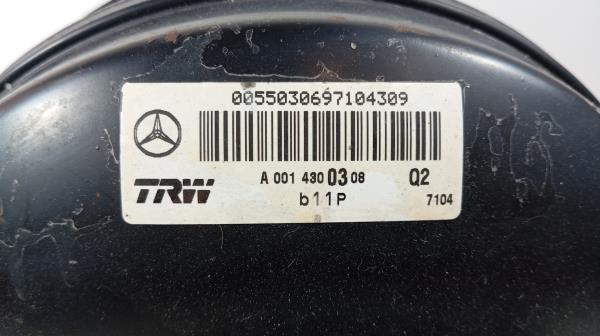 0055030697104309
A 001 430 03 08 Q2
TRW b11P 7104